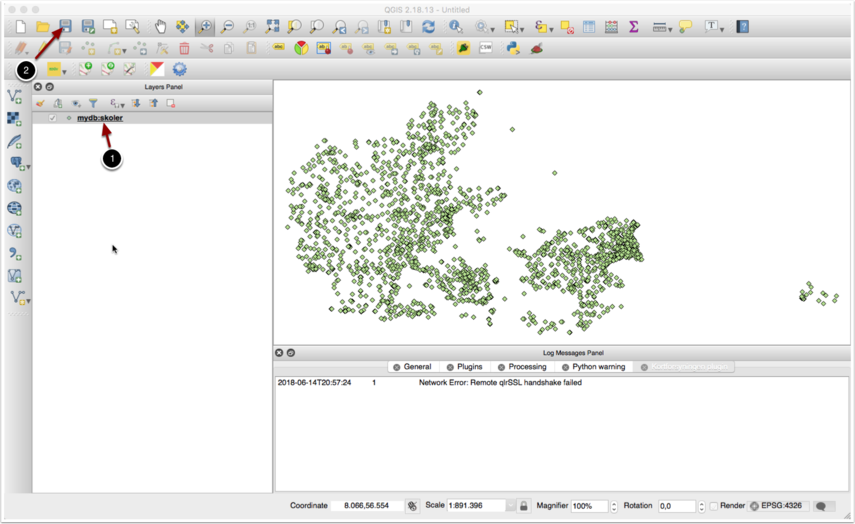 QGIS 2.18.13 - Untitled
2
Layers Panel
mydb:skoler
1
Log Messages Panel
General
Plugins
Processing
Python warning
2018-06-14T20:57:24 1 Network Error: Remote qlrSSL handshake failed
Coordinate 8.066,56.554 Scale 1:891.396 Magnifier 100% Rotation 0,0 Render EPSG:4326